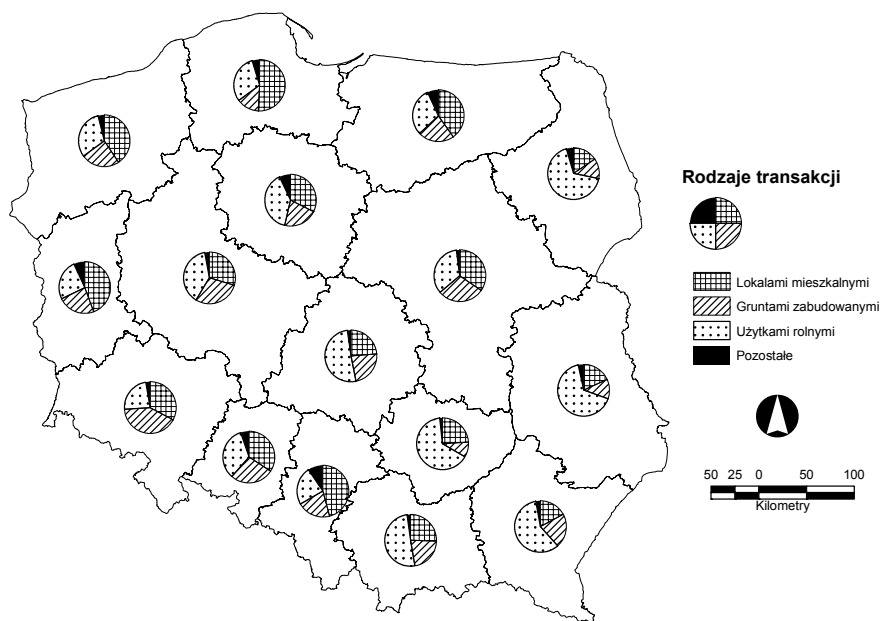 Rodzaje transakcji
Lokalami mieszkalnymi
Gruntami zabudowanymi
Użytkami rolnymi
Pozostałe
50 25 0 50 100
Kilometry